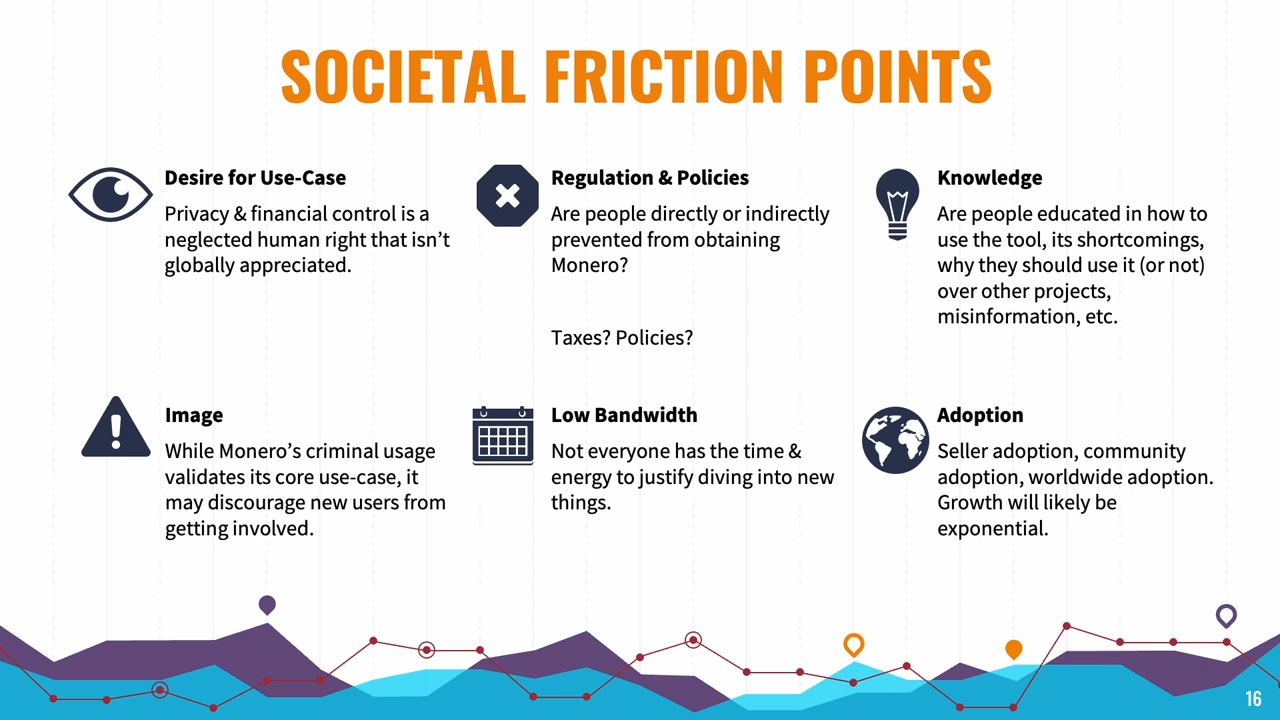 SOCIETAL FRICTION POINTS
Desire for Use-Case
Privacy & financial control is a
neglected human right that isn't
globally appreciated.
Regulation & Policies
Are people directly or indirectly
prevented from obtaining
Monero?
Taxes? Policies?
Knowledge
Are people educated in how to
use the tool, its shortcomings,
why they should use it (or not)
over other projects,
misinformation, etc.
Image
While Monero’s criminal usage
validates its core use-case, it
may discourage new users from
getting involved.
Low Bandwidth
Not everyone has the time &
energy to justify diving into new
things.
Adoption
Seller adoption, community
adoption, worldwide adoption.
Growth will likely be
exponential.
16